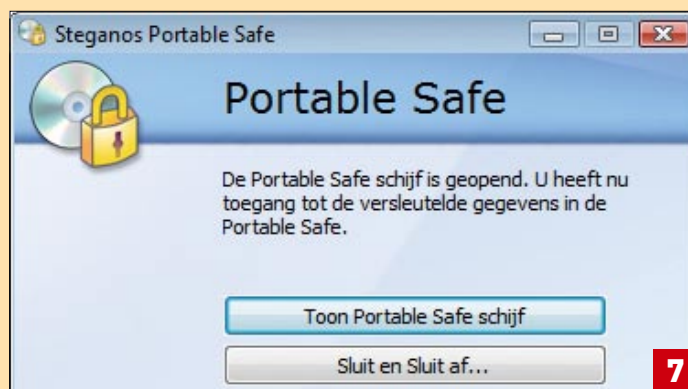 Steganos Portable Safe
Portable Safe
De Portable Safe schijf is geopend. U heeft nu
toegang tot de versleutelde gegevens in de
Portable Safe.
Toon Portable Safe schijf
Sluit en Sluit af...
7